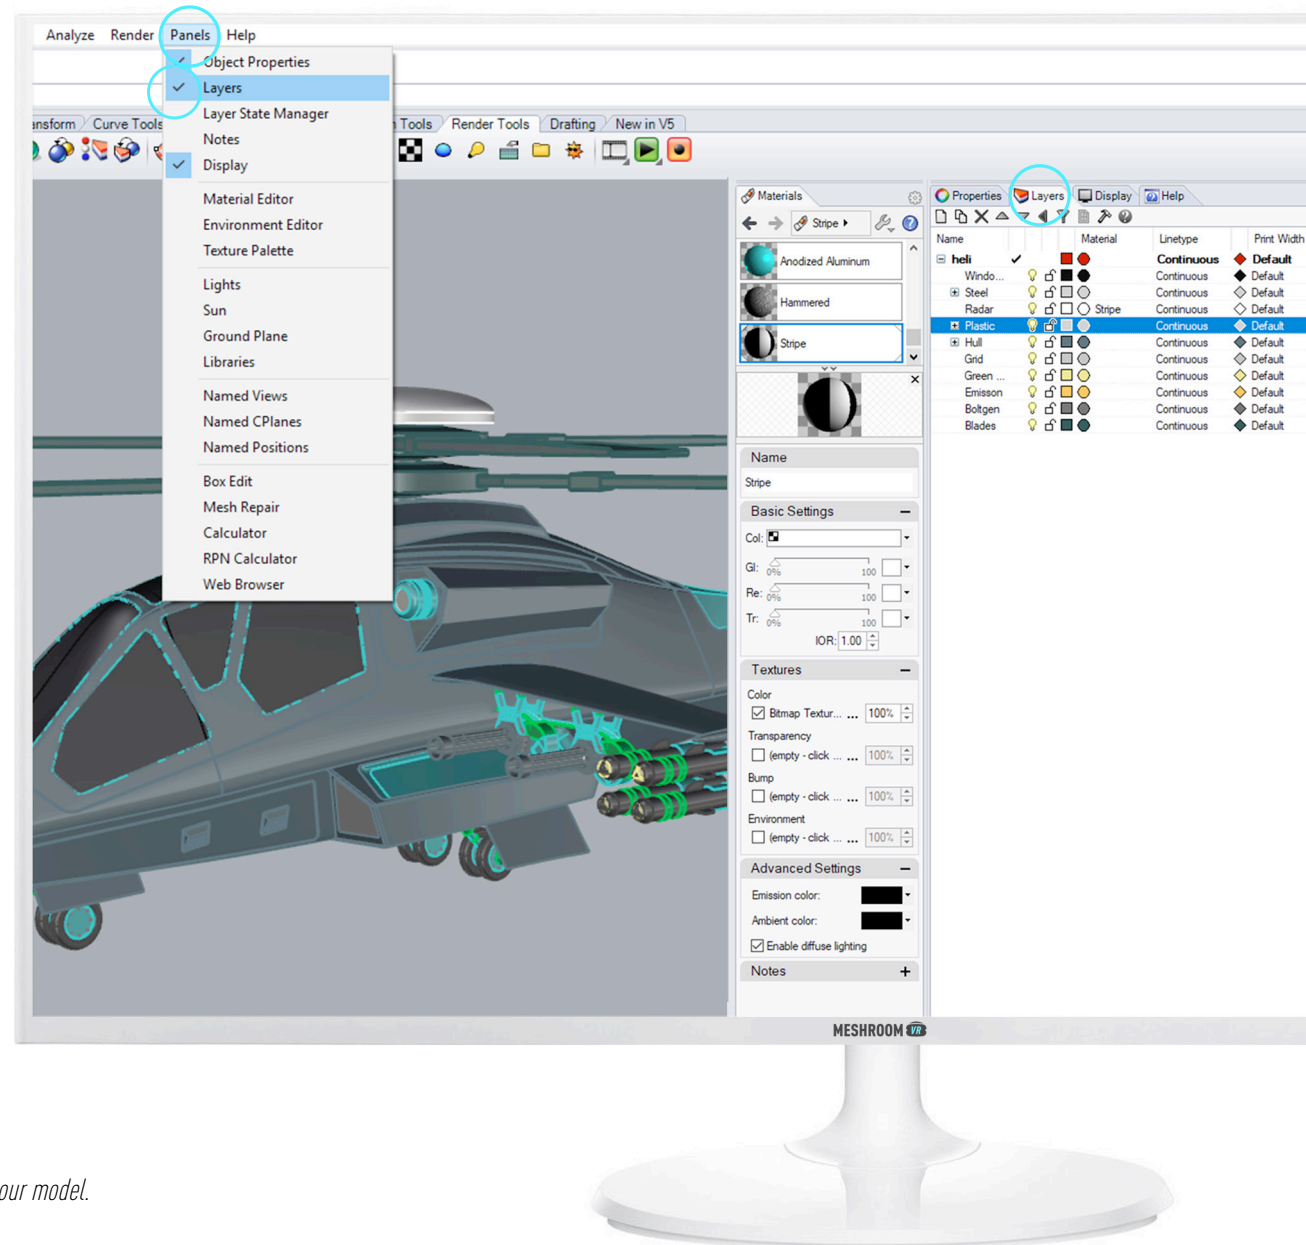 Analyze Render Panels Help
Object Properties
Layers
Layer State Manager
Notes
Display
Material Editor
Environment Editor
Texture Palette
Lights
Sun
Ground Plane
Libraries
Named Views
Named CPlanes
Named Positions
Box Edit
Mesh Repair
Calculator
RPN Calculator
Web Browser
ansform Curve Tools Tools Render Tools Drafting New in V5
Materials
Stripe
Anodized Aluminum
Hammered
Stripe
Name
Stripe
Basic Settings
Col:
Gl: 0% 100
Re: 0% 100
Tr: 0% 100
IOR: 1.00
Textures
Color
Bitmap Textur... ... 100%
Transparency
(empty - click ... ... 100%
Bump
(empty - click ... ... 100%
Environment
(empty - click ... ... 100%
Advanced Settings
Emission color:
Ambient color:
Enable diffuse lighting
Notes
Properties Layers Display Help
Name Material Linetype Print Width
heli Continuous Default
Windo... Continuous Default
Steel Continuous Default
Radar Stripe Continuous Default
Plastic Continuous Default
Hull Continuous Default
Grid Continuous Default
Green ... Continuous Default
Emisson Continuous Default
Boltgen Continuous Default
Blades Continuous Default
MESHROOM VR
our model.